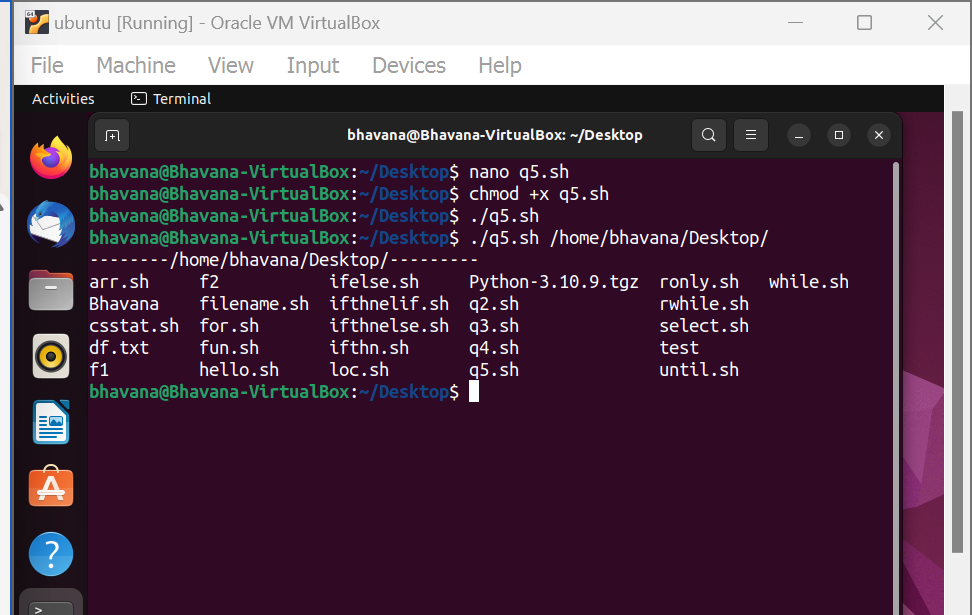 ubuntu [Running] - Oracle VM VirtualBox
File Machine View Input Devices Help
Activities Terminal
bhavana@Bhavana-VirtualBox: ~/Desktop
bhavana@Bhavana-VirtualBox:~/Desktop$ nano q5.sh
bhavana@Bhavana-VirtualBox:~/Desktop$ chmod +x q5.sh
bhavana@Bhavana-VirtualBox:~/Desktop$ ./q5.sh
bhavana@Bhavana-VirtualBox:~/Desktop$ ./q5.sh /home/bhavana/Desktop/
--------/home/bhavana/Desktop/---------
arr.sh f2 ifelse.sh Python-3.10.9.tgz ronly.sh while.sh
Bhavana filename.sh ifthnelif.sh q2.sh rwhile.sh
csstat.sh for.sh ifthnelse.sh q3.sh select.sh
df.txt fun.sh ifthn.sh q4.sh test
f1 hello.sh loc.sh q5.sh until.sh
bhavana@Bhavana-VirtualBox:~/Desktop$